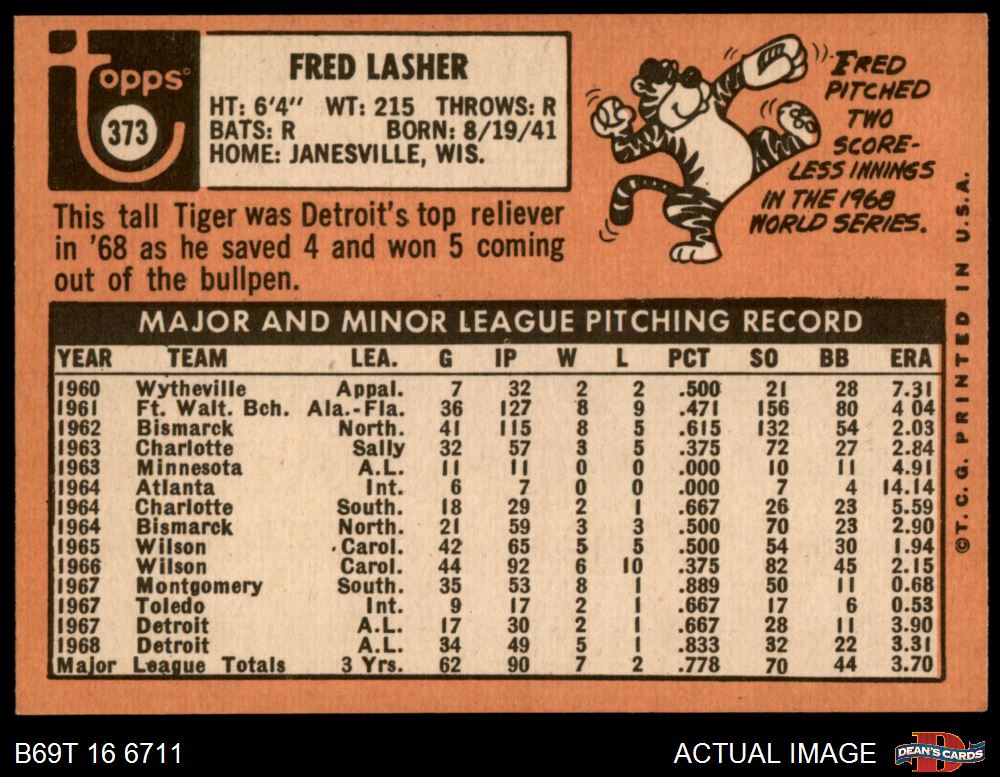 Topps®
373
FRED LASHER
HT: 6'4" WT: 215 THROWS: R
BATS: R BORN: 8/19/41
HOME: JANESVILLE, WIS.
FRED
PITCHED
TWO
SCORE-
LESS INNINGS
IN THE 1968
WORLD SERIES.
This tall Tiger was Detroit's top reliever
in '68 as he saved 4 and won 5 coming
out of the bullpen.
MAJOR AND MINOR LEAGUE PITCHING RECORD
YEAR TEAM LEA. G IP W L PCT SO BB ERA
1960 Wytheville Appal. 7 32 2 2 .500 21 28 7.31
1961 Ft. Walt. Bch. Ala.-Fla. 36 127 8 9 .471 156 80 4 04
1962 Bismarck North. 41 115 8 5 .615 132 54 2.03
1963 Charlotte Sally 32 57 3 5 .375 72 27 2.84
1963 Minnesota A.L. 11 11 0 0 .000 10 11 4.91
1964 Atlanta Int. 6 7 0 0 .000 7 4 14.14
1964 Charlotte South. 18 29 2 1 .667 26 23 5.59
1964 Bismarck North. 21 59 3 3 .500 70 23 2.90
1965 Wilson Carol. 42 65 5 5 .500 54 30 1.94
1966 Wilson Carol. 44 92 6 10 .375 82 45 2.15
1967 Montgomery South. 35 53 8 1 .889 50 11 0.68
1967 Toledo Int. 9 17 2 1 .667 17 6 0.53
1967 Detroit A.L. 17 30 2 1 .667 28 11 3.90
1968 Detroit A.L. 34 49 5 1 .833 32 22 3.31
Major League Totals 3 Yrs. 62 90 7 2 .778 70 44 3.70
©T.C.G. PRINTED IN U.S.A.
B69T 16 6711
ACTUAL IMAGE
D
DEAN'S CARDS